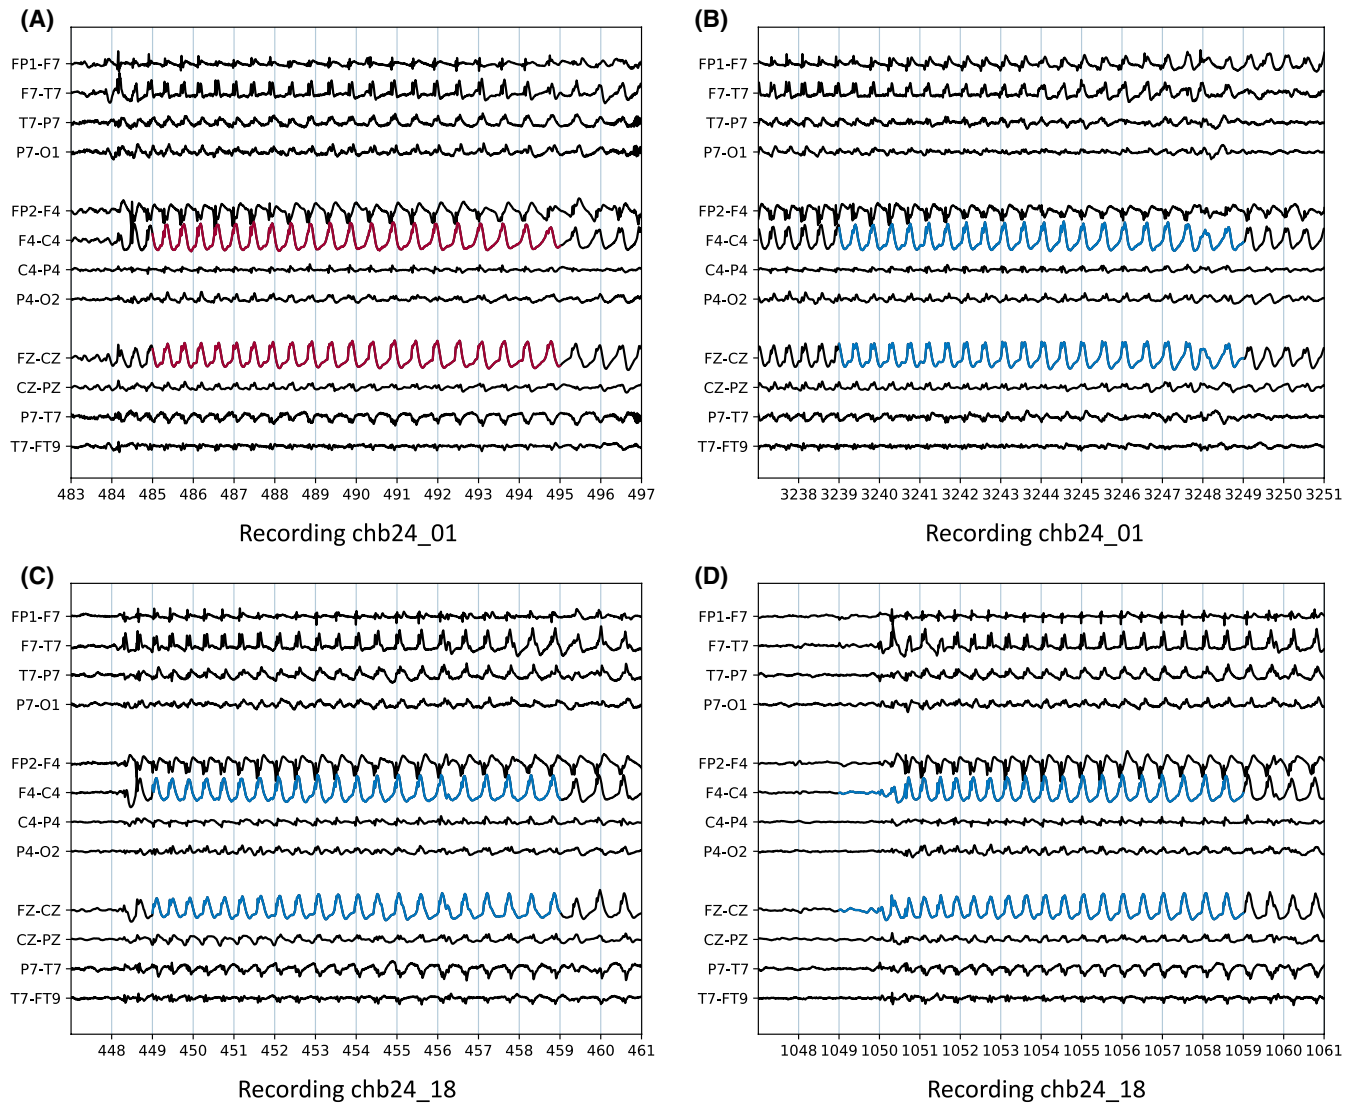 (A)
FP1-F7
F7-T7
T7-P7
P7-O1
FP2-F4
F4-C4
C4-P4
P4-O2
FZ-CZ
CZ-PZ
P7-T7
T7-FT9
483 484 485 486 487 488 489 490 491 492 493 494 495 496 497
Recording chb24_01
(B)
FP1-F7
F7-T7
T7-P7
P7-O1
FP2-F4
F4-C4
C4-P4
P4-O2
FZ-CZ
CZ-PZ
P7-T7
T7-FT9
3238 3239 3240 3241 3242 3243 3244 3245 3246 3247 3248 3249 3250 3251
Recording chb24_01
(C)
FP1-F7
F7-T7
T7-P7
P7-O1
FP2-F4
F4-C4
C4-P4
P4-O2
FZ-CZ
CZ-PZ
P7-T7
T7-FT9
448 449 450 451 452 453 454 455 456 457 458 459 460 461
Recording chb24_18
(D)
FP1-F7
F7-T7
T7-P7
P7-O1
FP2-F4
F4-C4
C4-P4
P4-O2
FZ-CZ
CZ-PZ
P7-T7
T7-FT9
1048 1049 1050 1051 1052 1053 1054 1055 1056 1057 1058 1059 1060 1061
Recording chb24_18